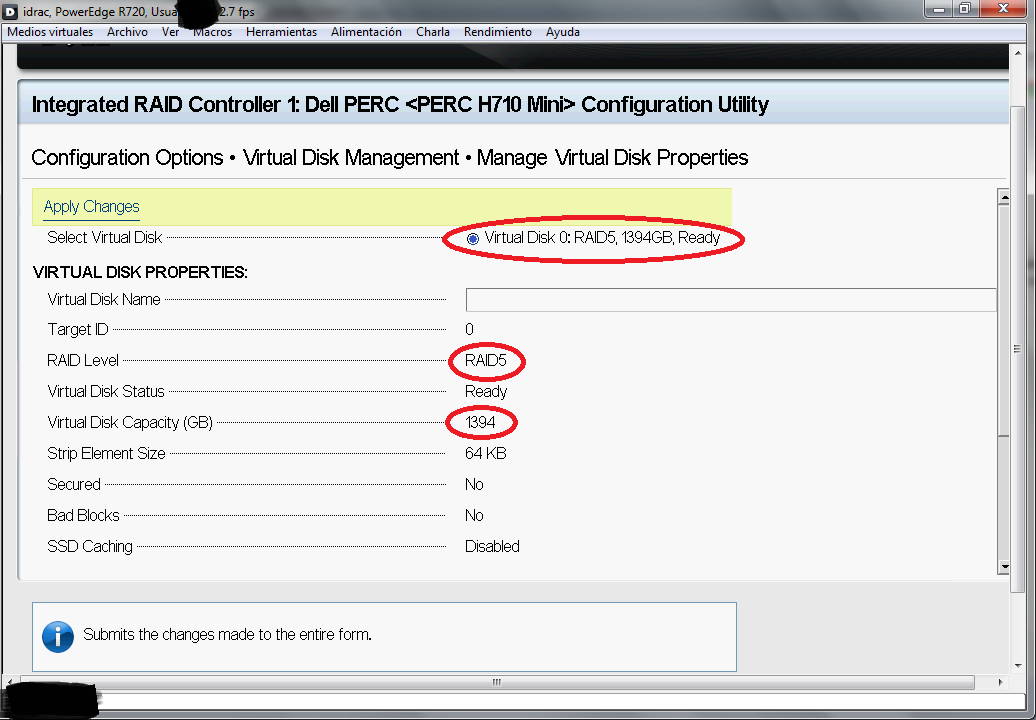 idrac, PowerEdge R720, Usua 2.7 fps
Medios virtuales Archivo Ver Macros Herramientas Alimentación Charla Rendimiento Ayuda
Integrated RAID Controller 1: Dell PERC <PERC H710 Mini> Configuration Utility
Configuration Options • Virtual Disk Management • Manage Virtual Disk Properties
Apply Changes
Select Virtual Disk Virtual Disk 0: RAID5, 1394GB, Ready
VIRTUAL DISK PROPERTIES:
Virtual Disk Name
Target ID 0
RAID Level RAID5
Virtual Disk Status Ready
Virtual Disk Capacity (GB) 1394
Strip Element Size 64 KB
Secured No
Bad Blocks No
SSD Caching Disabled
Submits the changes made to the entire form.